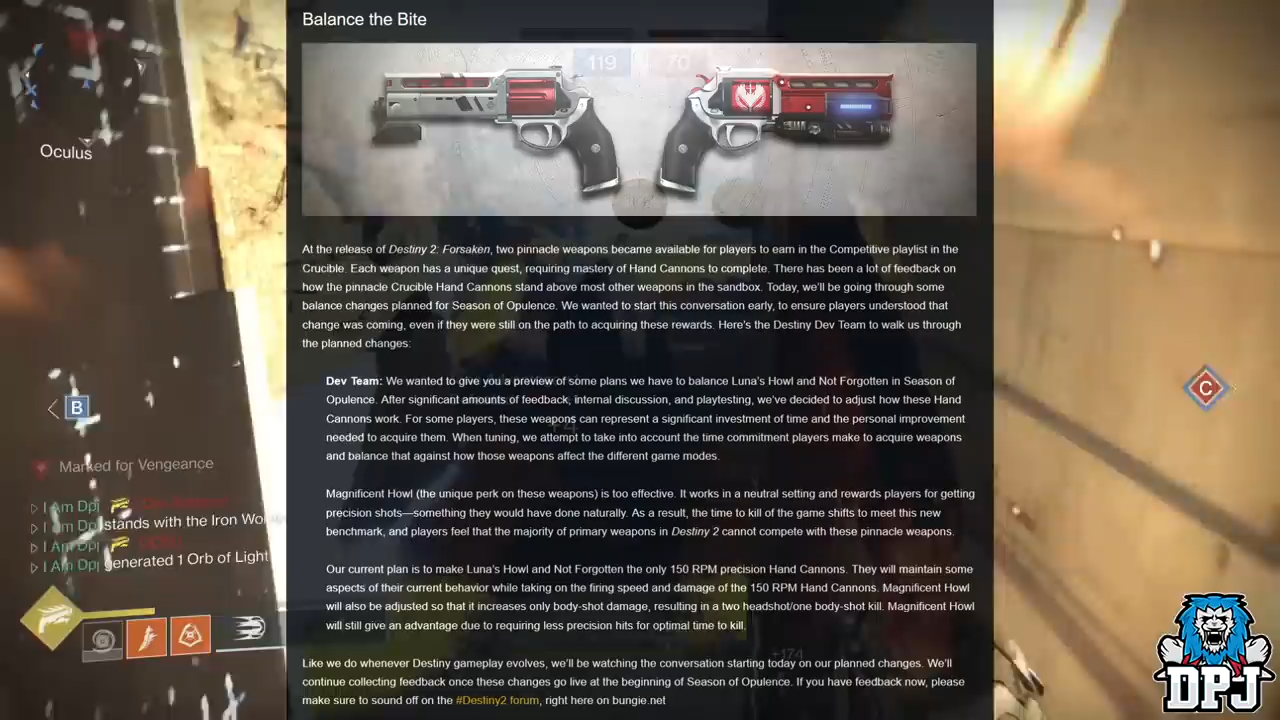 Balance the Bite
119
70
Oculus
At the release of Destiny 2: Forsaken, two pinnacle weapons became available for players to earn in the Competitive playlist in the
Crucible. Each weapon has a unique quest, requiring mastery of Hand Cannons to complete. There has been a lot of feedback on
how the pinnacle Crucible Hand Cannons stand above most other weapons in the sandbox. Today, we'll be going through some
balance changes planned for Season of Opulence. We wanted to start this conversation early, to ensure players understood that
change was coming, even if they were still on the path to acquiring these rewards. Here's the Destiny Dev Team to walk us through
the planned changes:
Dev Team: We wanted to give you a preview of some plans we have to balance Luna's Howl and Not Forgotten in Season of
Opulence. After significant amounts of feedback, internal discussion, and playtesting, we've decided to adjust how these Hand
Cannons work. For some players, these weapons can represent a significant investment of time and the personal improvement
needed to acquire them. When tuning, we attempt to take into account the time commitment players make to acquire weapons
and balance that against how those weapons affect the different game modes.
Magnificent Howl (the unique perk on these weapons) is too effective. It works in a neutral setting and rewards players for getting
precision shots—something they would have done naturally. As a result, the time to kill of the game shifts to meet this new
benchmark, and players feel that the majority of primary weapons in Destiny 2 cannot compete with these pinnacle weapons.
Our current plan is to make Luna's Howl and Not Forgotten the only 150 RPM precision Hand Cannons. They will maintain some
aspects of their current behavior while taking on the firing speed and damage of the 150 RPM Hand Cannons. Magnificent Howl
will also be adjusted so that it increases only body-shot damage, resulting in a two headshot/one body-shot kill. Magnificent Howl
will still give an advantage due to requiring less precision hits for optimal time to kill.
Like we do whenever Destiny gameplay evolves, we'll be watching the conversation starting today on our planned changes. We'll
continue collecting feedback once these changes go live at the beginning of Season of Opulence. If you have feedback now, please
make sure to sound off on the #Destiny2 forum, right here on bungie.net
B
C
Marked for Vengeance
I Am Dpj
I Am Dpj stands with the Iron Wo
I Am Dpj
I Am Dpj generated 1 Orb of Light
+174
DPJ